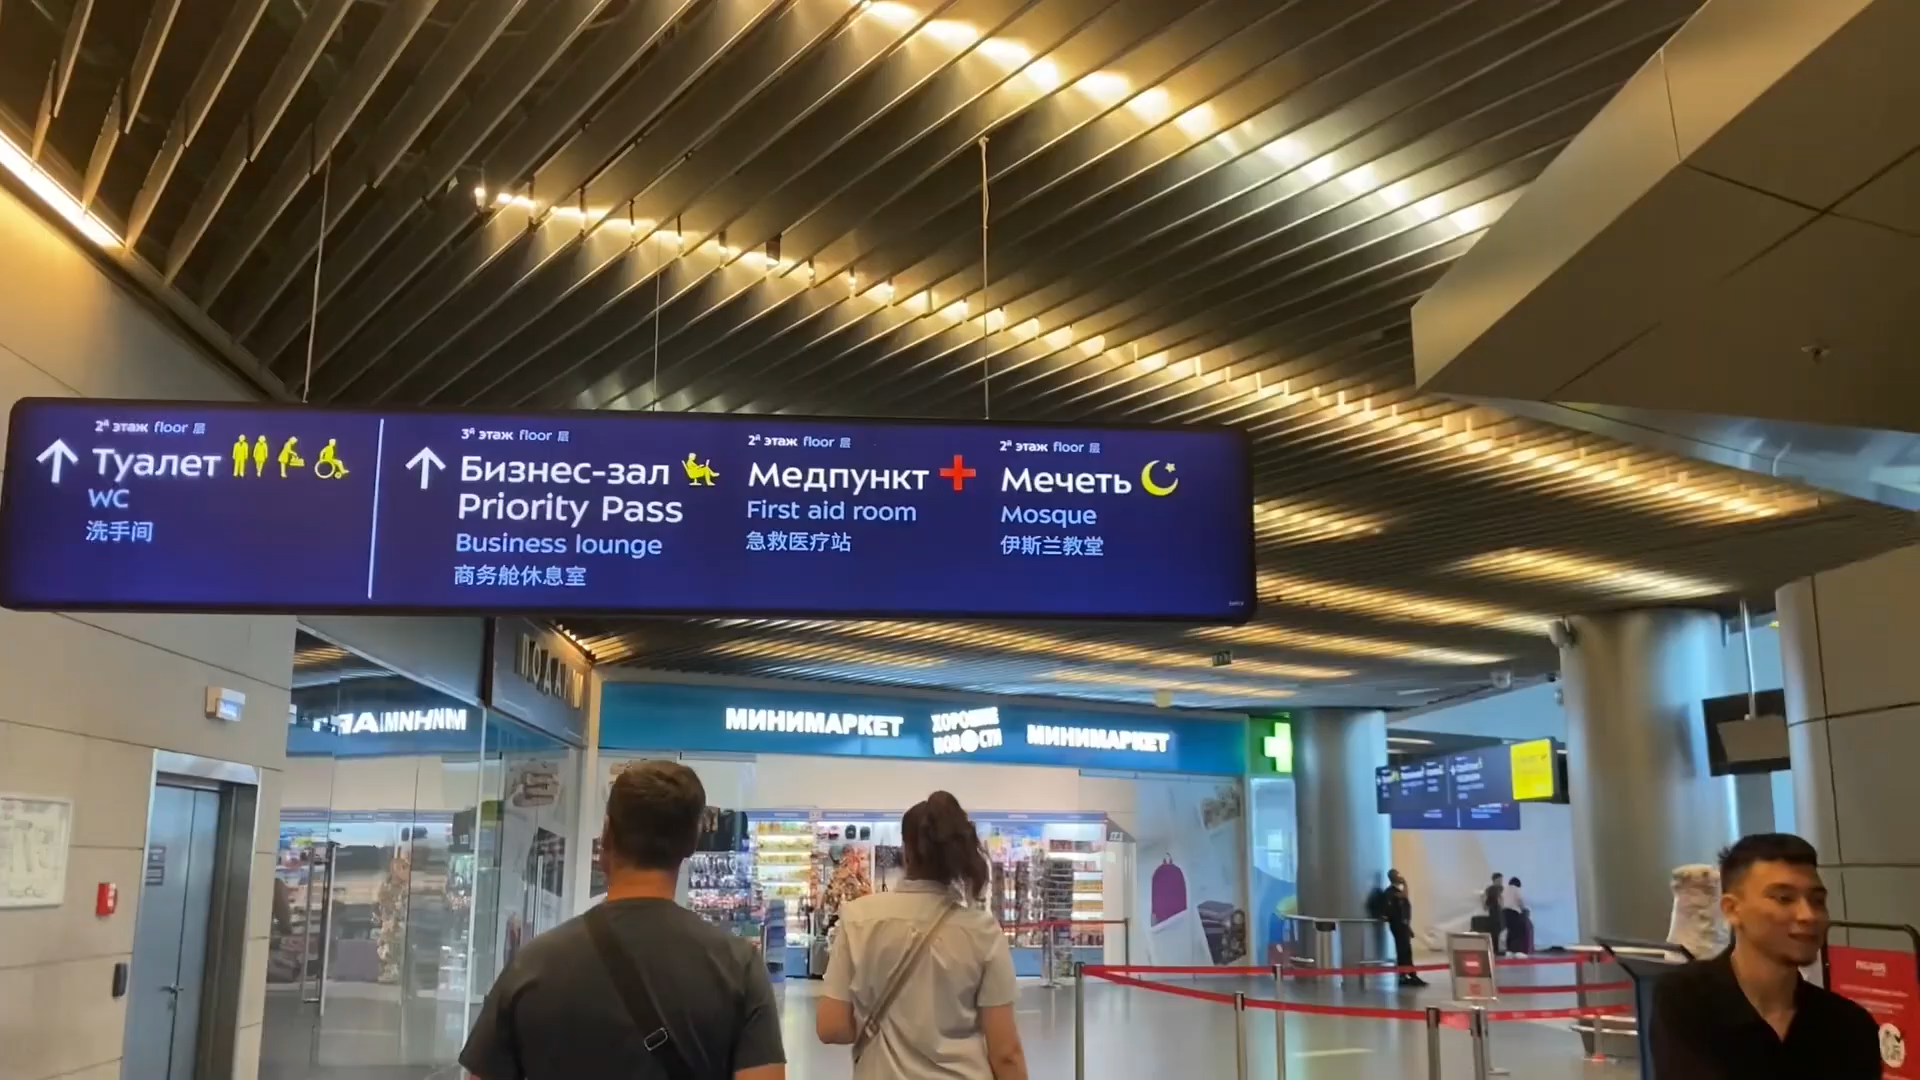 2й этаж floor 层
Туалет
WC
洗手间
3й этаж floor 层
Бизнес-зал
Priority Pass
Business lounge
商务舱休息室
2й этаж floor 层
Медпункт
First aid room
急救医疗站
2й этаж floor 层
Мечеть
Mosque
伊斯兰教堂
МИНИМАРКЕТ
ХОРОШИЕ
НОВОСТИ
МИНИМАРКЕТ